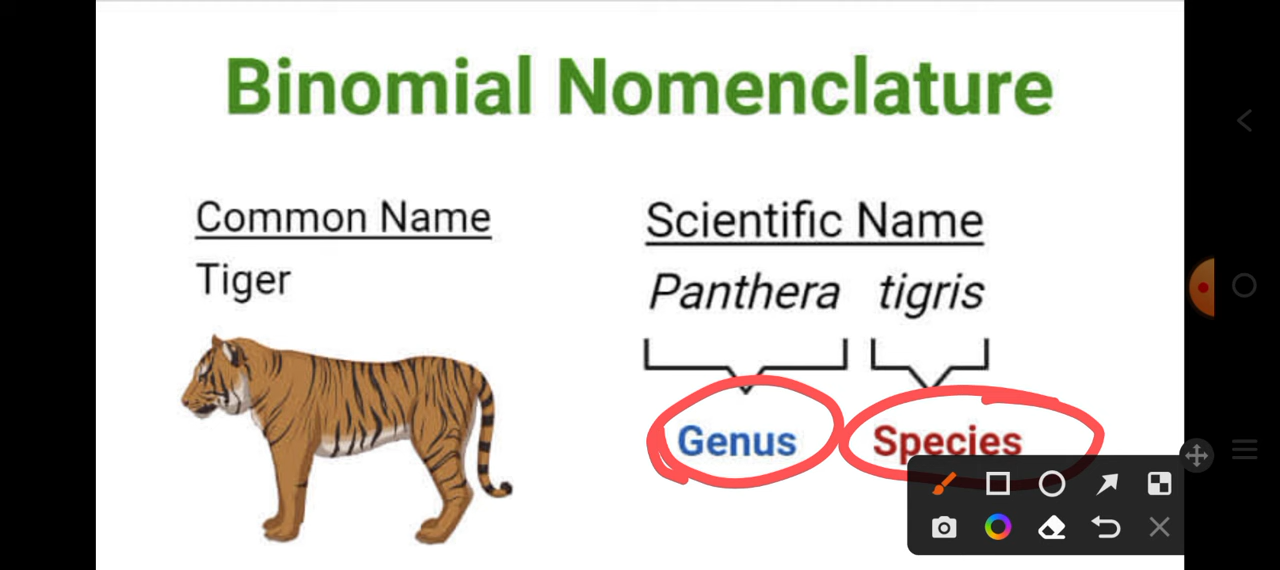 Binomial Nomenclature
Common Name
Tiger
Scientific Name
Panthera tigris
Genus Species